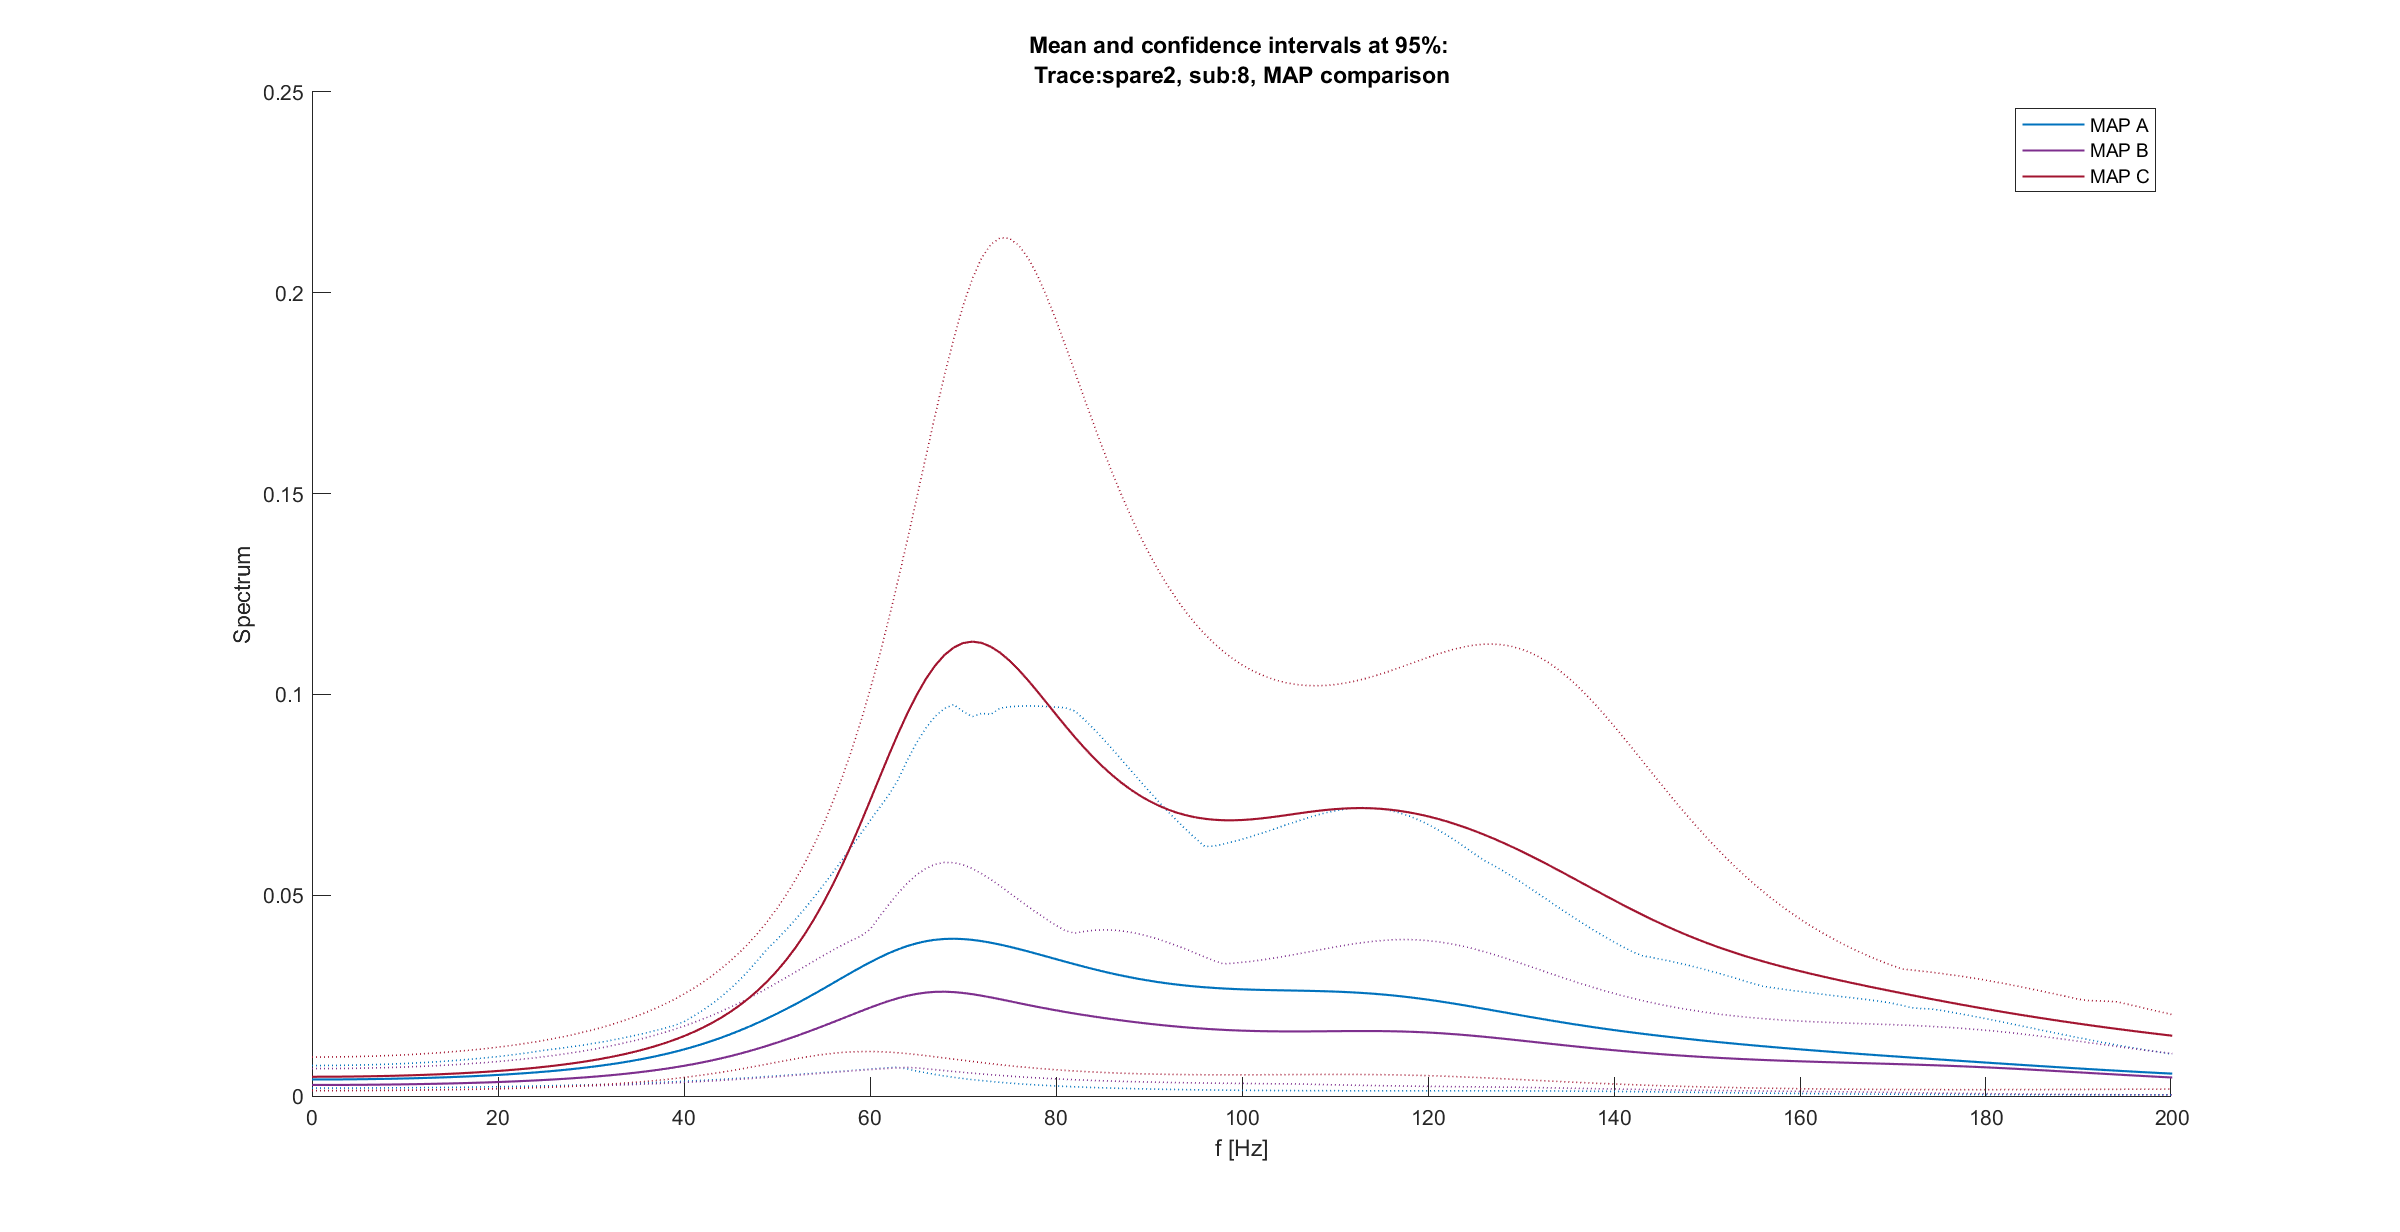 Mean and confidence intervals at 95%:
Trace:spare2, sub:8, MAP comparison
MAP A
MAP B
MAP C
0.25
0.2
0.15
0.1
0.05
0
Spectrum
0 20 40 60 80 100 120 140 160 180 200
f [Hz]